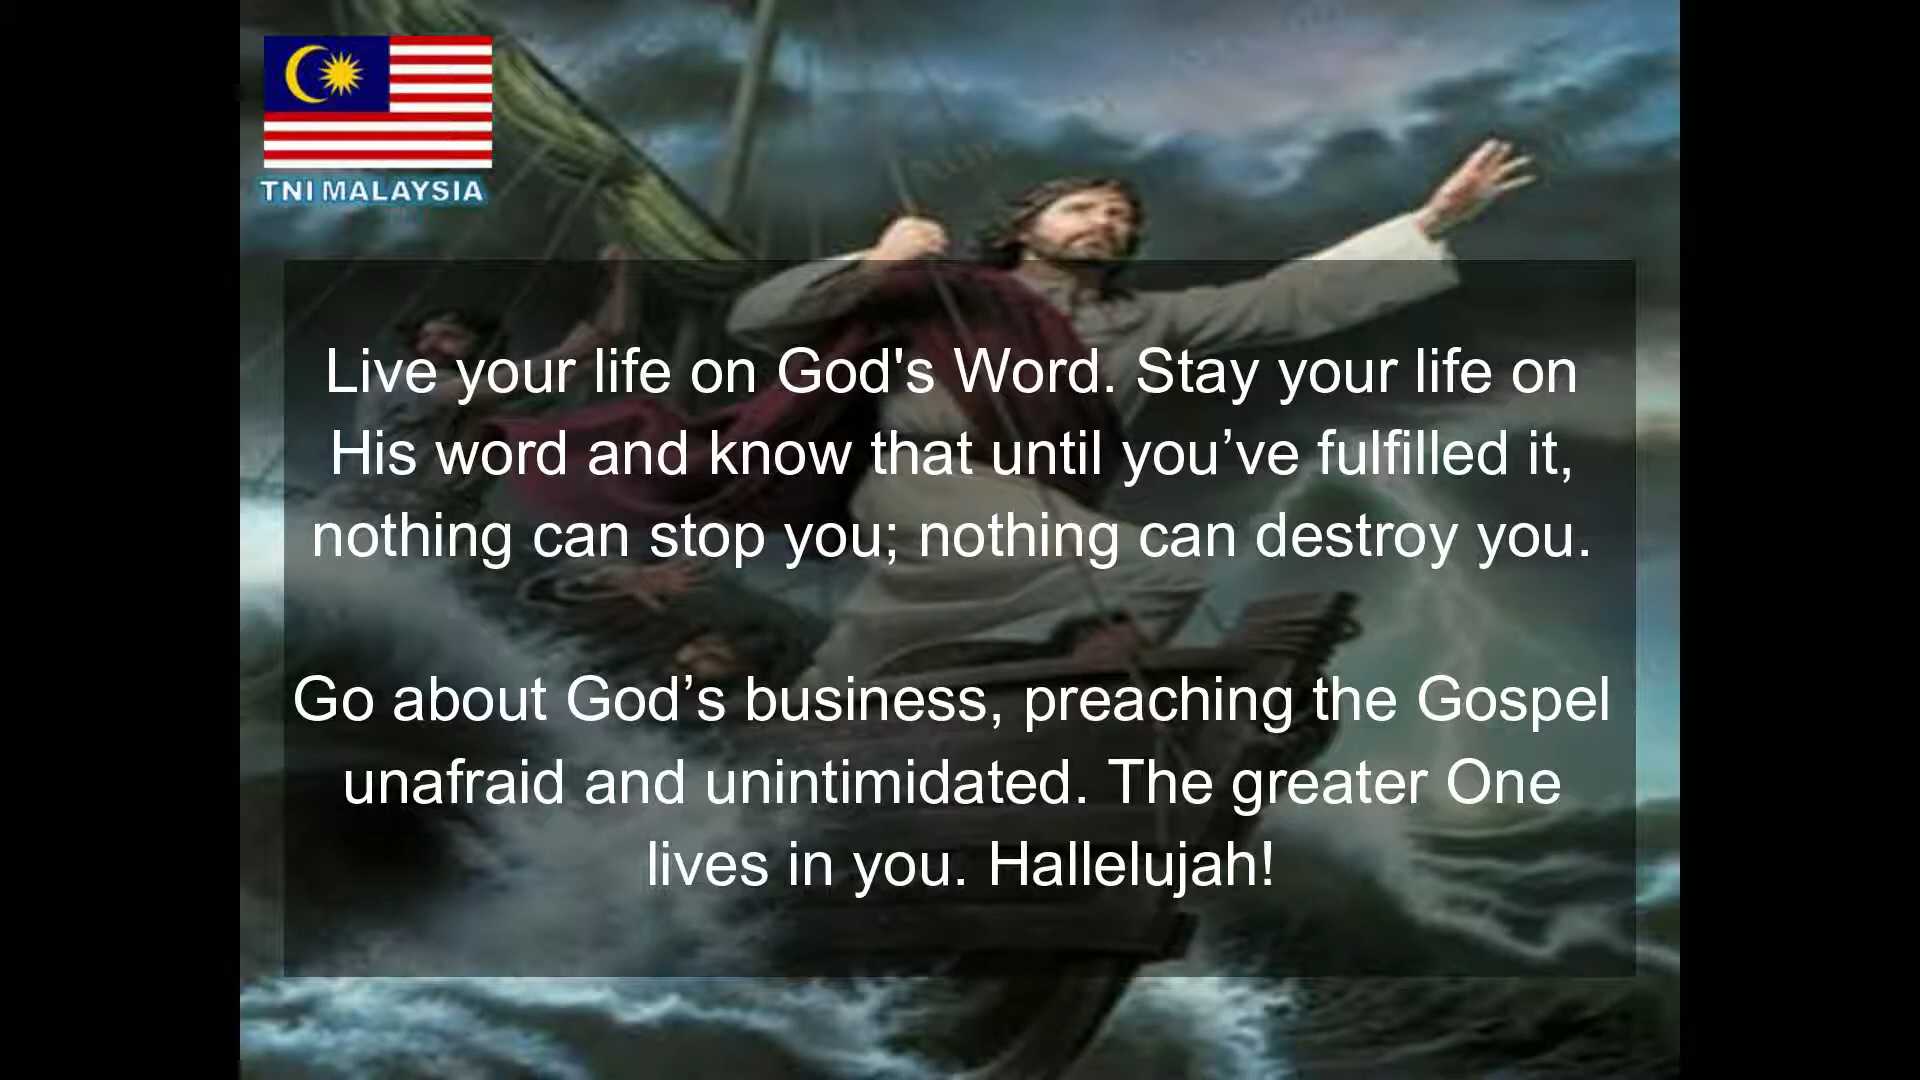 TNI MALAYSIA
Live your life on God's Word. Stay your life on
His word and know that until you’ve fulfilled it,
nothing can stop you; nothing can destroy you.
Go about God’s business, preaching the Gospel
unafraid and unintimidated. The greater One
lives in you. Hallelujah!